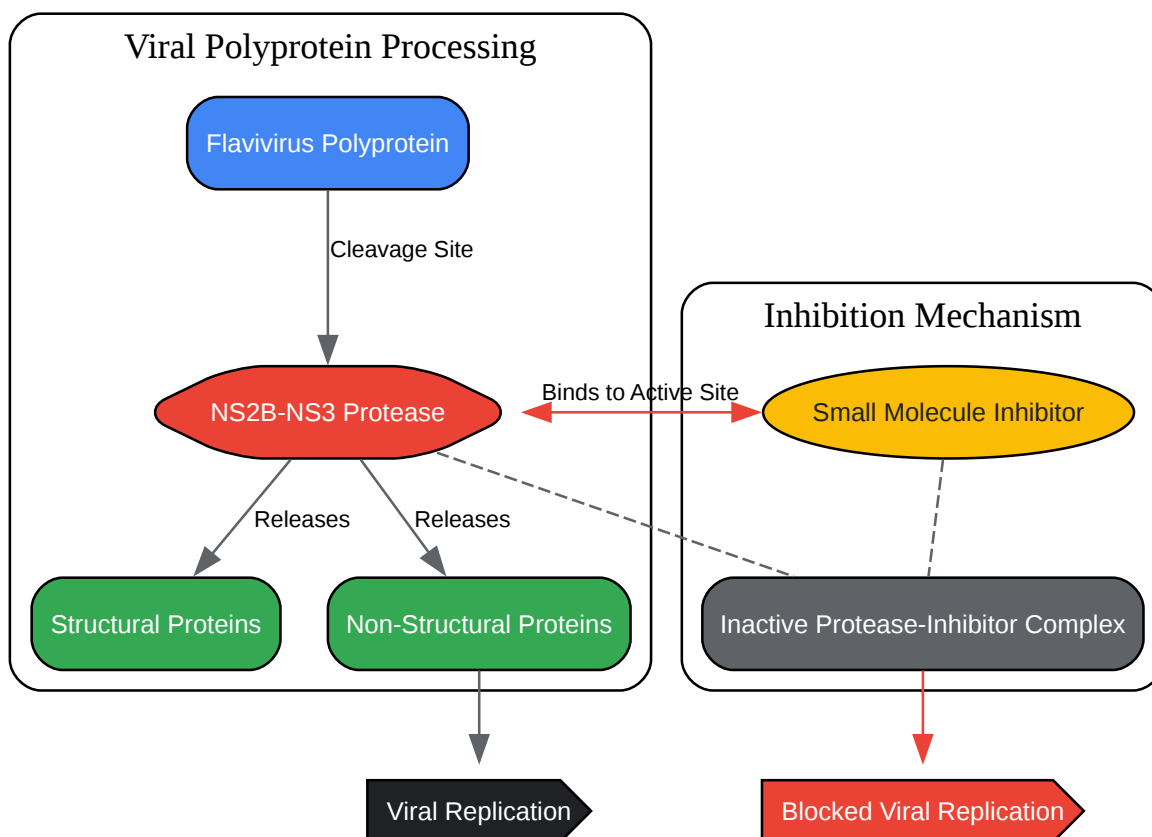 Viral Polyprotein Processing
Flavivirus Polyprotein
Cleavage Site
Inhibition Mechanism
NS2B-NS3 Protease
Binds to Active Site
Small Molecule Inhibitor
Releases
Releases
Structural Proteins
Non-Structural Proteins
Inactive Protease-Inhibitor Complex
Viral Replication
Blocked Viral Replication